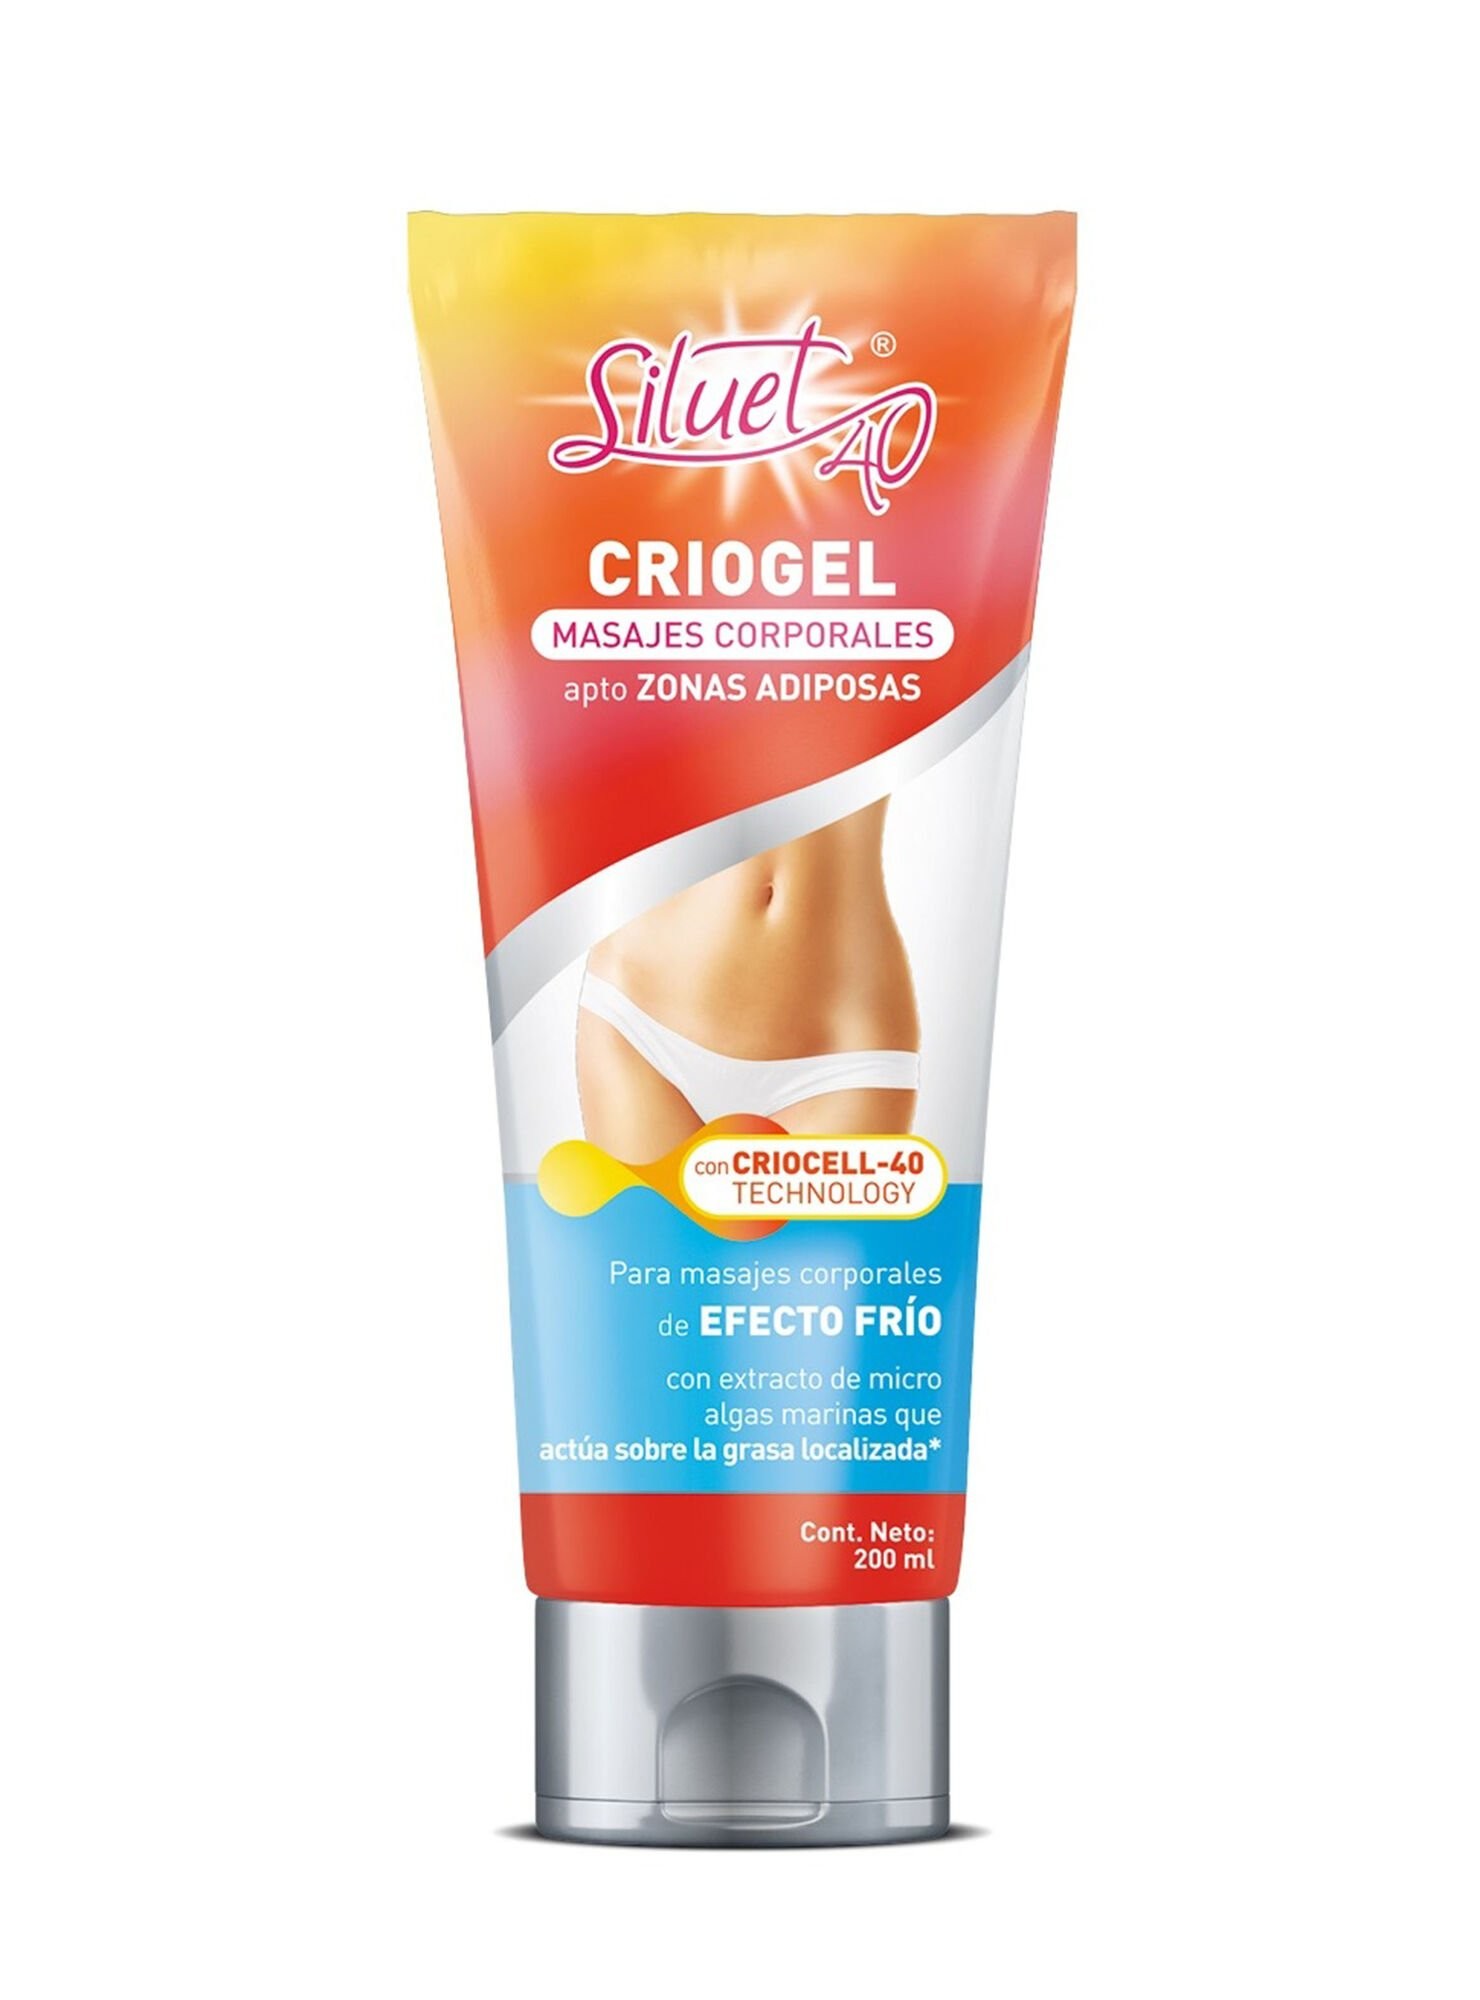 Siluet 40 ®
CRIOGEL
MASAJES CORPORALES
apto ZONAS ADIPOSAS
con CRIOCELL-40
TECHNOLOGY
Para masajes corporales
de EFECTO FRÍO
con extracto de micro
algas marinas que
actúa sobre la grasa localizada*
Cont. Neto:
200 ml